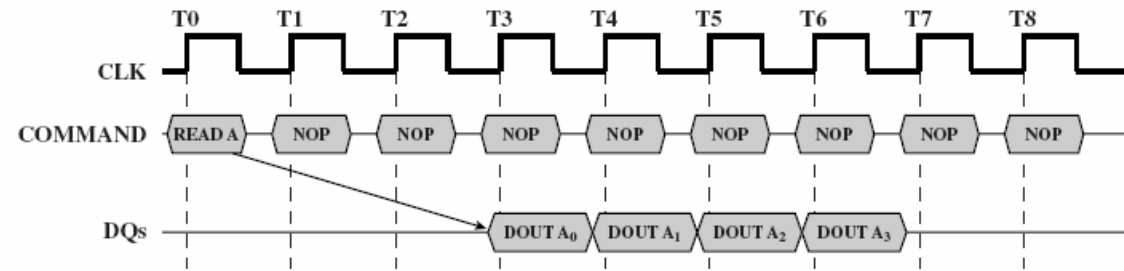 T0 T1 T2 T3 T4 T5 T6 T7 T8
CLK
COMMAND READ A NOP NOP NOP NOP NOP NOP NOP NOP
DQs DOUT A₀ DOUT A₁ DOUT A₂ DOUT A₃